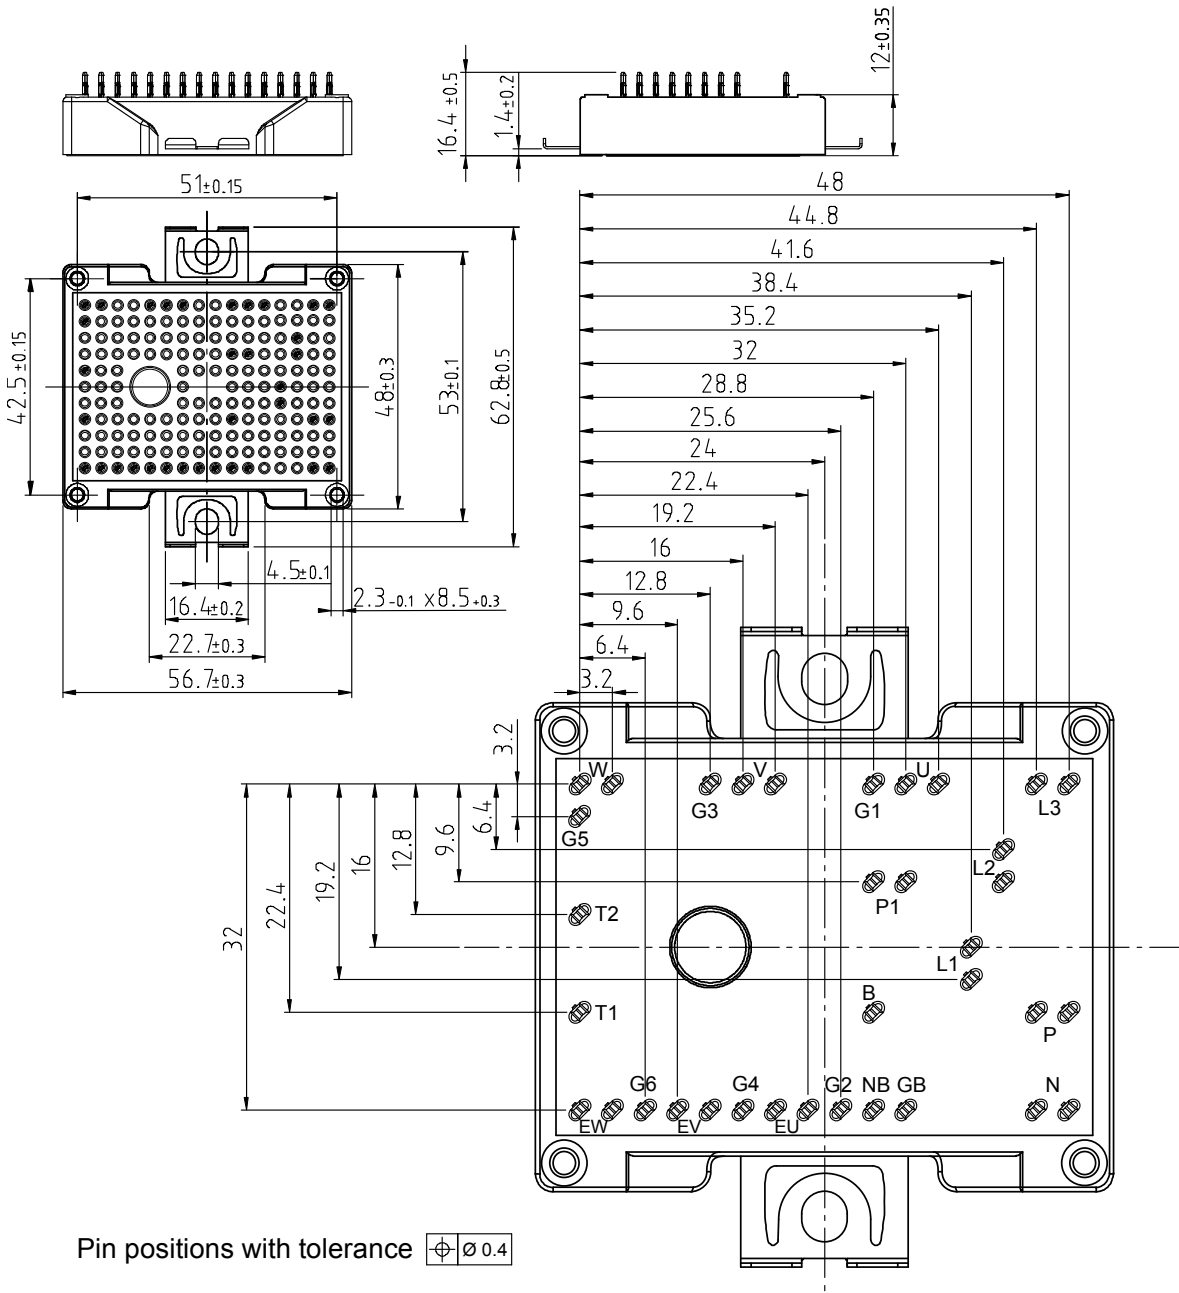 16.4 ±0.5
1.4±0.2
12±0.35
51±0.15
42.5±0.15
48±0.3
53±0.1
62.8±0.5
4.5±0.1
16.4±0.2
2.3-0.1 x8.5+0.3
22.7±0.3
56.7±0.3
48
44.8
41.6
38.4
35.2
32
28.8
25.6
24
22.4
19.2
16
12.8
9.6
6.4
3.2
3.2
6.4
9.6
12.8
16
19.2
22.4
32
W
G3
V
G1
U
L3
G5
L2
P1
T2
L1
T1
B
P
G6
G4
G2
NB
GB
N
EW
EV
EU
Pin positions with tolerance ⌖ Ø 0.4